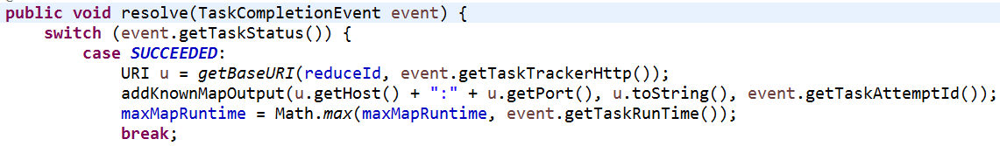 public void resolve(TaskCompletionEvent event) {
    switch (event.getTaskStatus()) {
        case SUCCEEDED:
            URI u = getBaseURI(reduceId, event.getTaskTrackerHttp());
            addKnownMapOutput(u.getHost() + ":" + u.getPort(), u.toString(), event.getTaskAttemptId());
            maxMapRuntime = Math.max(maxMapRuntime, event.getTaskRunTime());
            break;